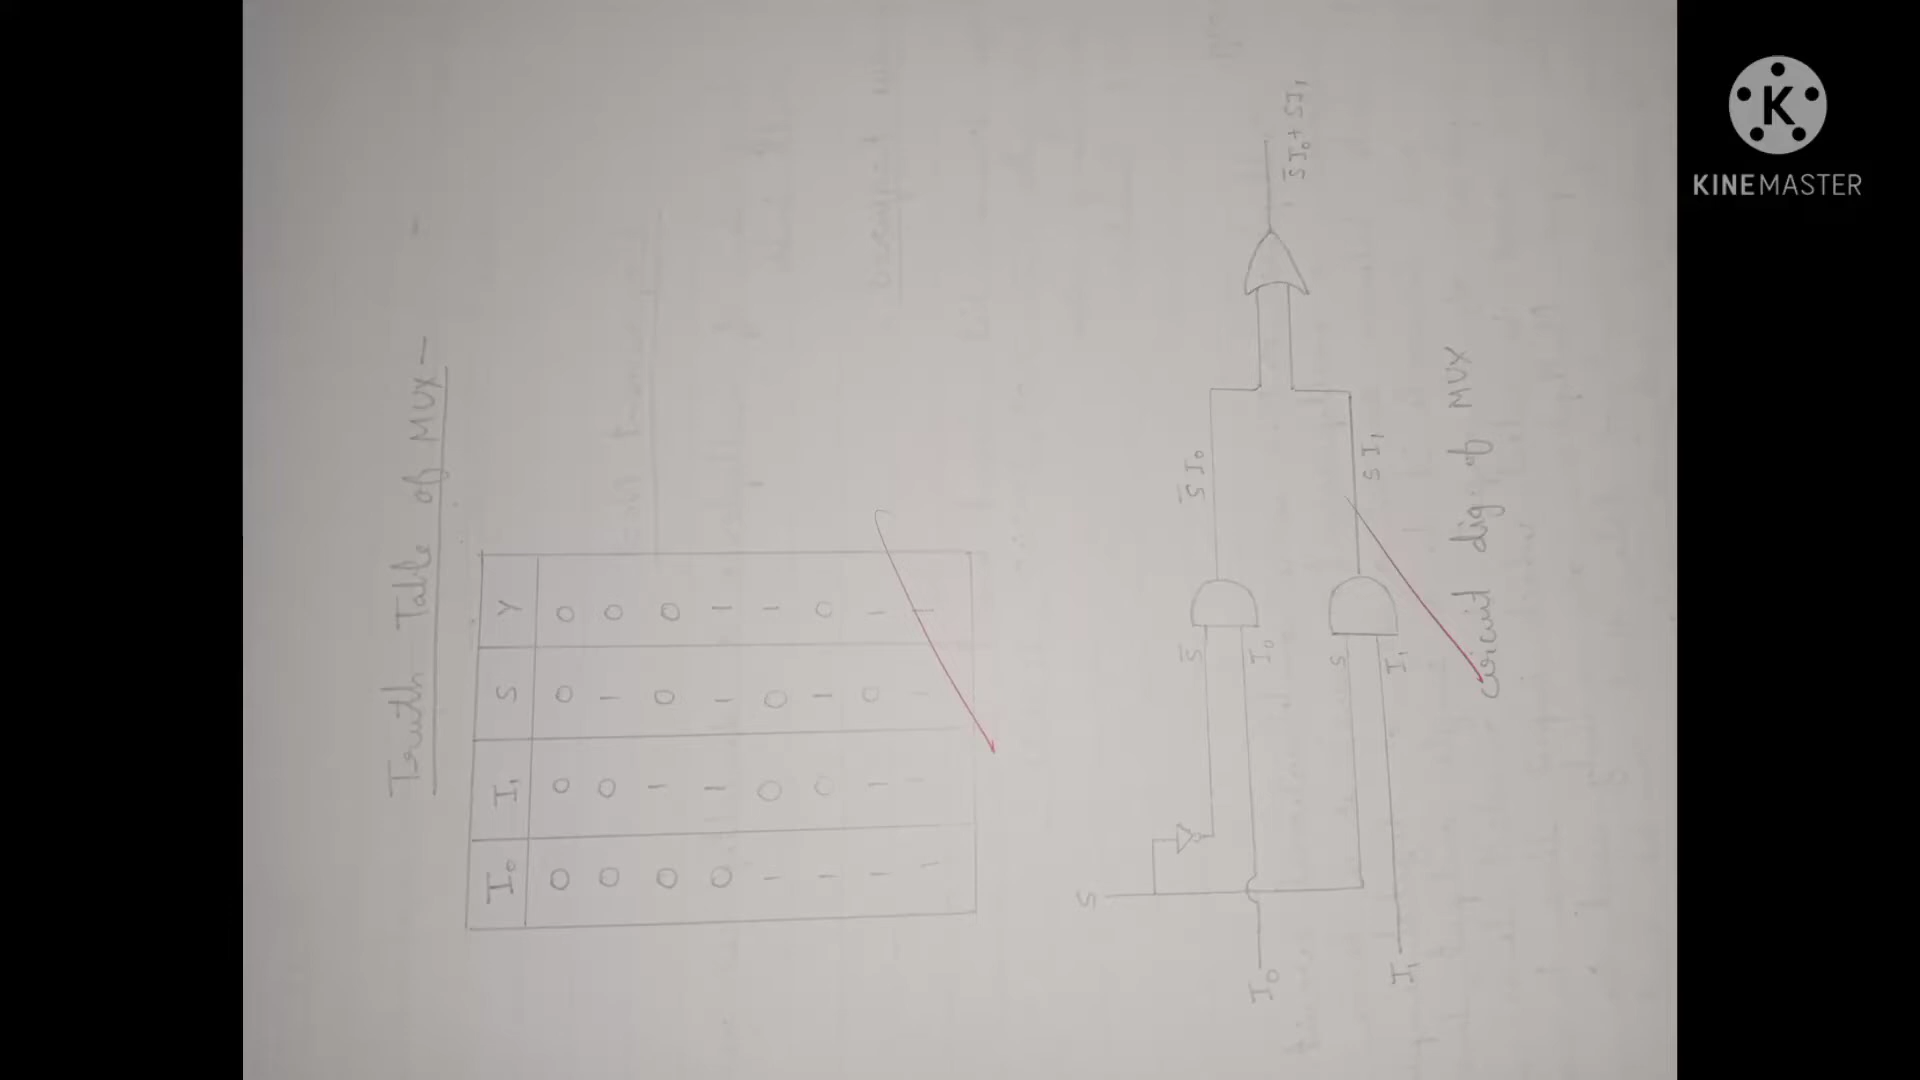 Truth Table of MUX-
I₀ I₁ S Y
0 0 0 0
0 0 1 0
0 1 0 0
0 1 1 1
1 0 0 1
1 0 1 0
1 1 0 1
1 1 1 1
S
S̅ S̅ I₀
I₀ I₀
S̅ I₀ + S I₁
S S I₁
I₁ I₁
Circuit dig. of MUX
KINEMASTER